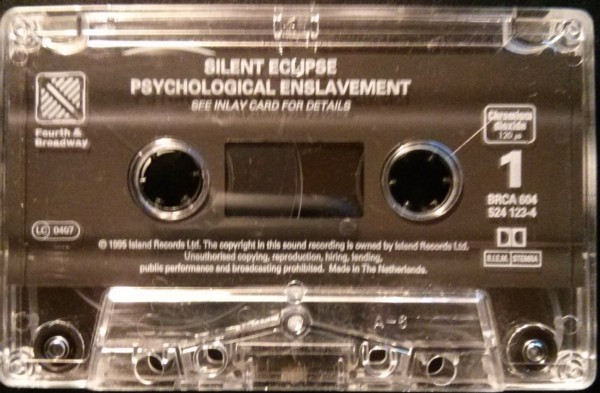 SILENT ECLIPSE
PSYCHOLOGICAL ENSLAVEMENT
SEE INLAY CARD FOR DETAILS
Fourth &
Broadway
Chromium
dioxide
120 µs
1
BRCA 604
524 123-4
LC 0407
℗ 1995 Island Records Ltd. The copyright in this sound recording is owned by Island Records Ltd.
Unauthorised copying, reproduction, hiring, lending,
public performance and broadcasting prohibited. Made in The Netherlands.
B.I.E.M. STEMRA
A-6